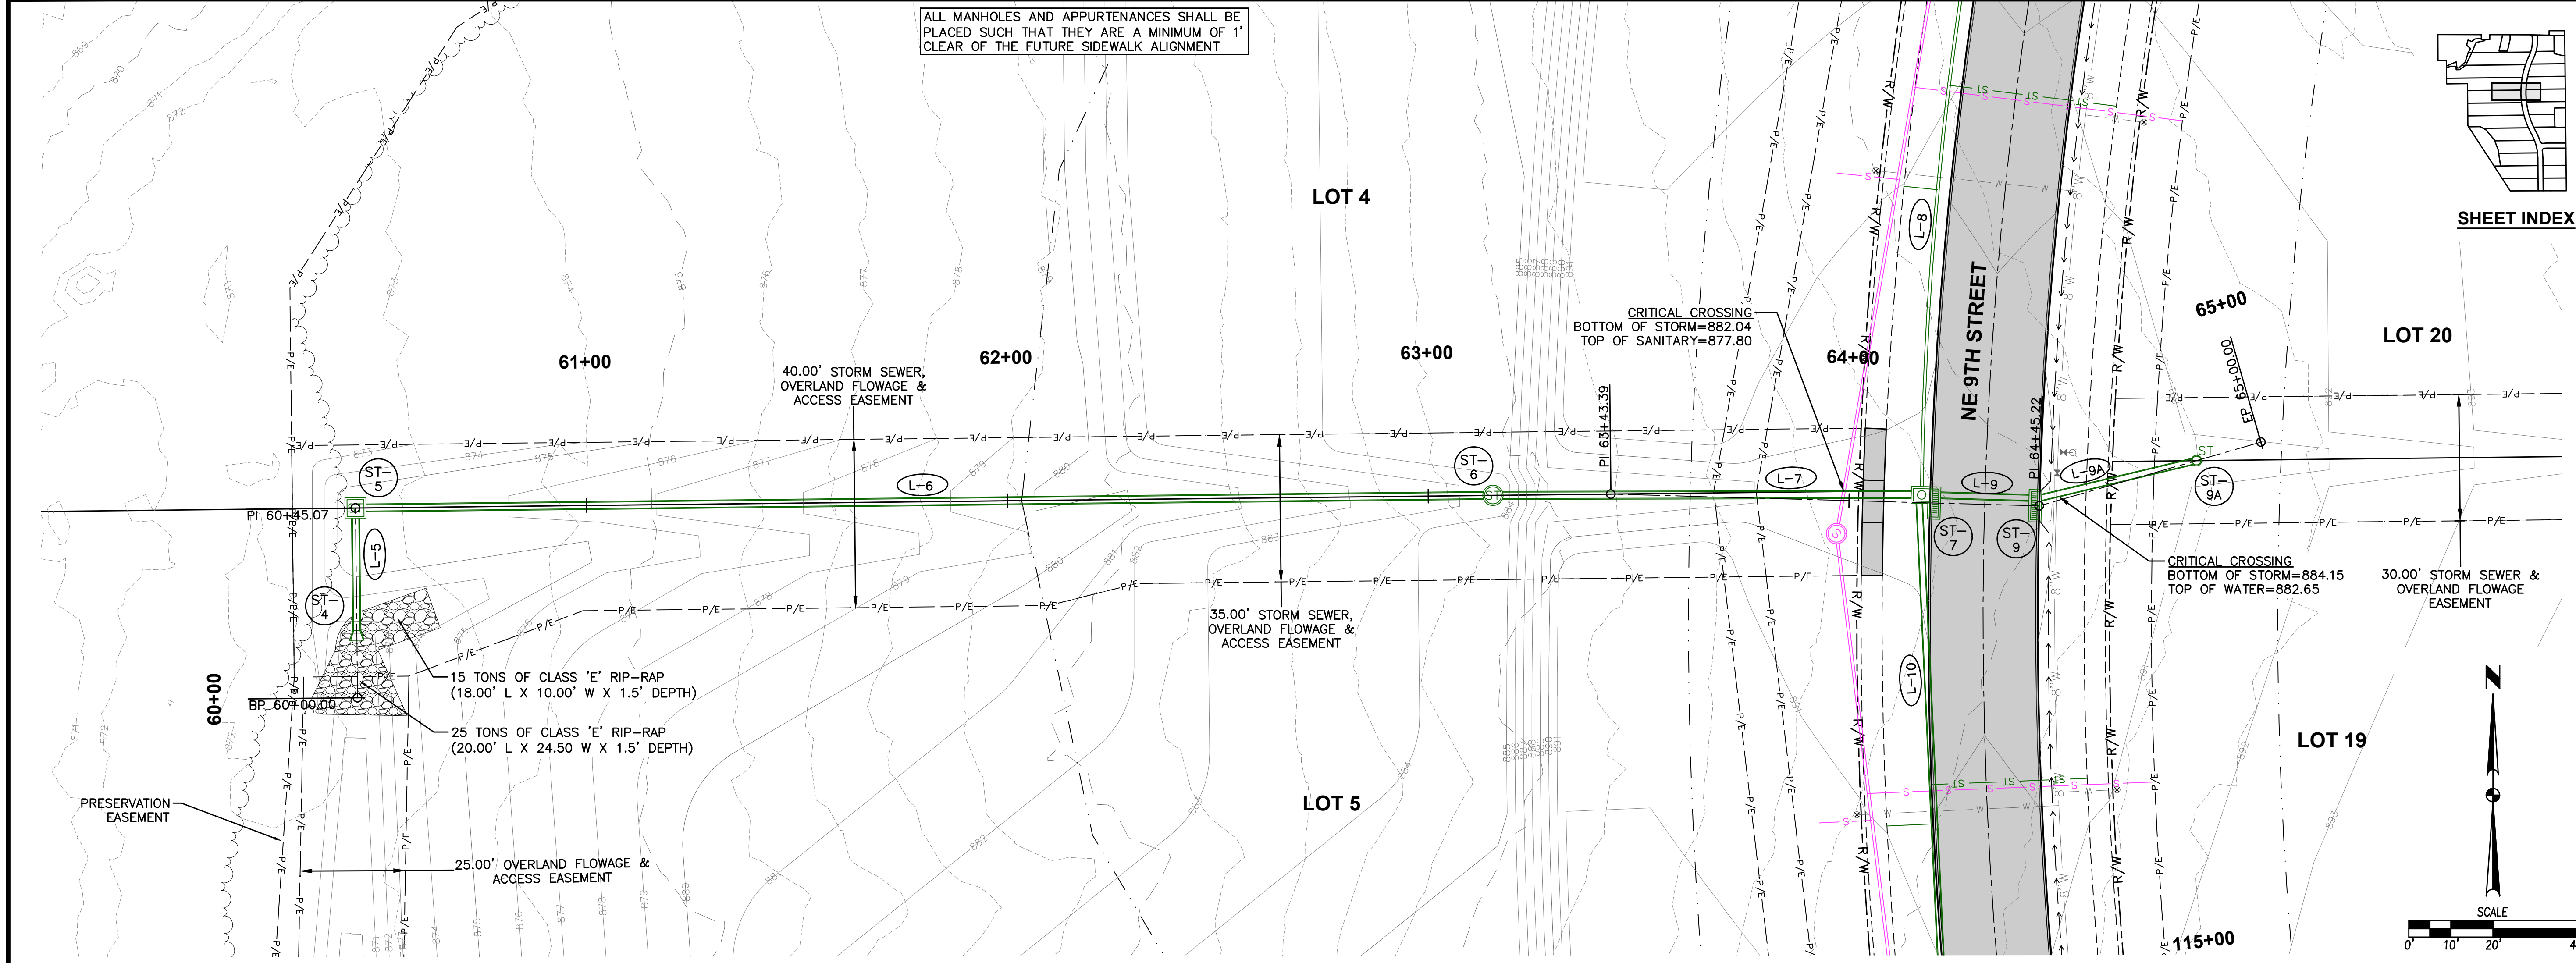 ALL MANHOLES AND APPURTENANCES SHALL BE
PLACED SUCH THAT THEY ARE A MINIMUM OF 1'
CLEAR OF THE FUTURE SIDEWALK ALIGNMENT
SHEET INDEX
LOT 4
LOT 20
LOT 5
LOT 19
NE 9TH STREET
61+00
62+00
63+00
64+00
65+00
60+00
115+00
CRITICAL CROSSING
BOTTOM OF STORM=882.04
TOP OF SANITARY=877.80
40.00' STORM SEWER,
OVERLAND FLOWAGE &
ACCESS EASEMENT
35.00' STORM SEWER,
OVERLAND FLOWAGE &
ACCESS EASEMENT
PI 63+43.39
PI 64+45.22
EP 65+00.00
PI 60+45.07
BP 60+00.00
ST-
5
ST-
4
ST-
6
ST-
7
ST-
9
ST-
9A
L-5
L-6
L-7
L-8
L-9
L-9A
L-10
CRITICAL CROSSING
BOTTOM OF STORM=884.15
TOP OF WATER=882.65
30.00' STORM SEWER &
OVERLAND FLOWAGE
EASEMENT
15 TONS OF CLASS 'E' RIP-RAP
(18.00' L X 10.00' W X 1.5' DEPTH)
25 TONS OF CLASS 'E' RIP-RAP
(20.00' L X 24.50 W X 1.5' DEPTH)
PRESERVATION
EASEMENT
25.00' OVERLAND FLOWAGE &
ACCESS EASEMENT
N
SCALE
0' 10' 20'